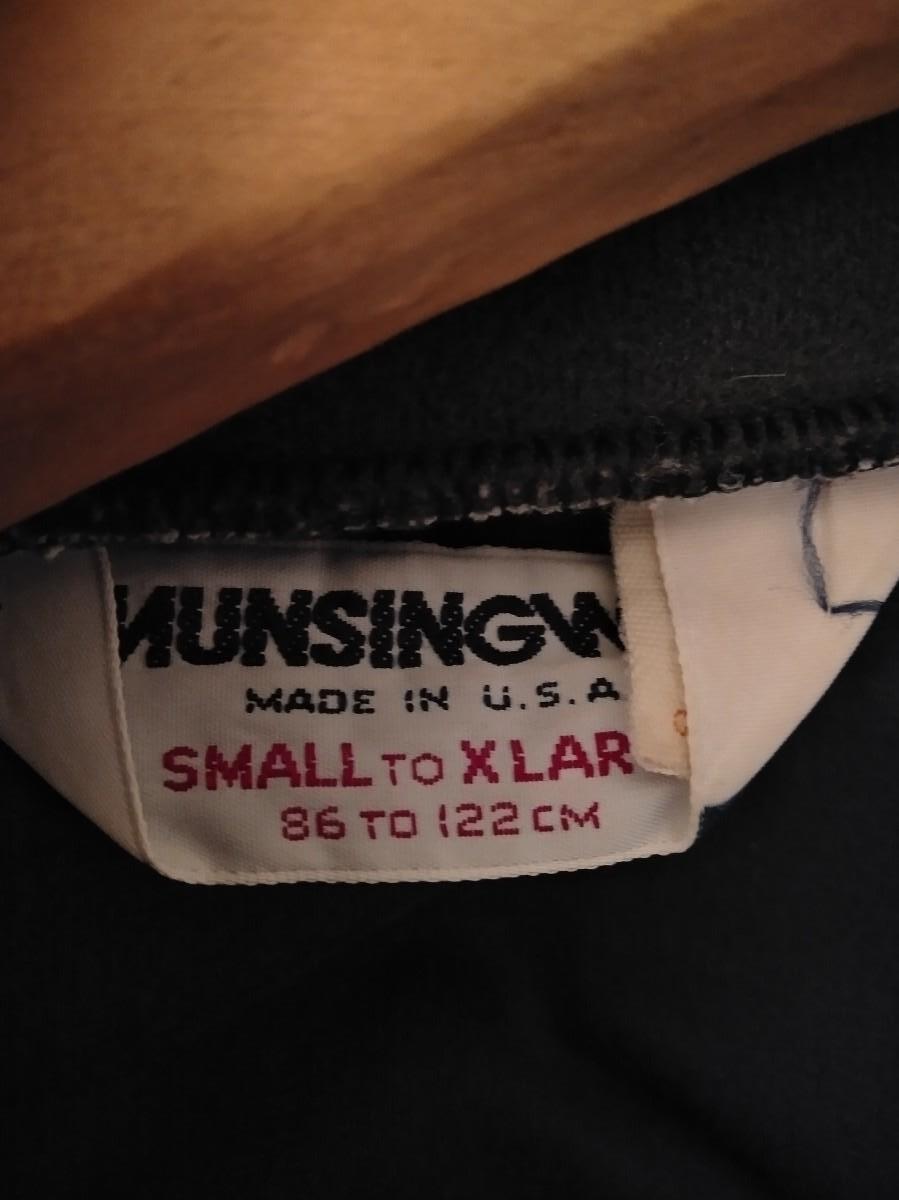 MUNSINGW
MADE IN U.S.A
SMALL TO X LAR
86 TO 122 CM